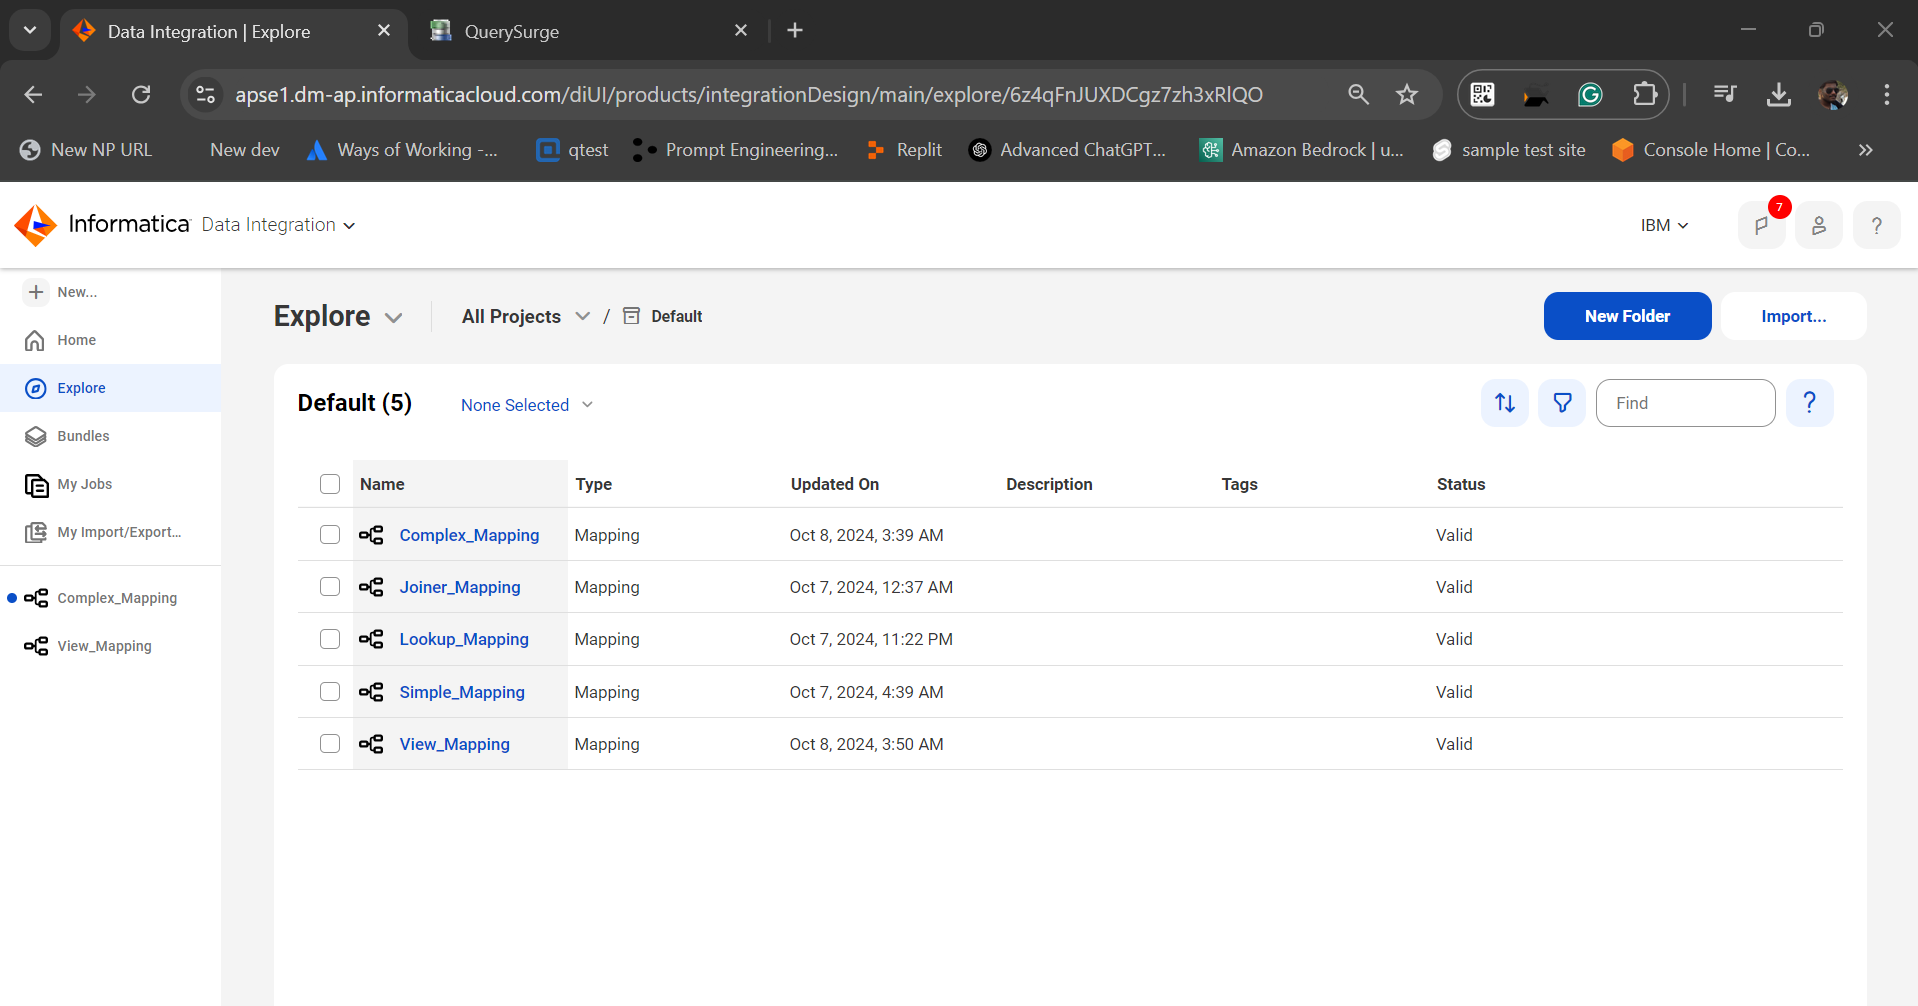 Data Integration | Explore
QuerySurge
apse1.dm-ap.informaticacloud.com/diUI/products/integrationDesign/main/explore/6z4qFnJUXDCgz7zh3xRlQO
New NP URL
New dev
Ways of Working -...
qtest
Prompt Engineering...
Replit
Advanced ChatGPT...
Amazon Bedrock | u...
sample test site
Console Home | Co...
»
Informatica Data Integration
IBM
7
?
New...
Home
Explore
Bundles
My Jobs
My Import/Export...
Complex_Mapping
View_Mapping
Explore
All Projects / Default
New Folder
Import...
Default (5)
None Selected
Find
?
Name Type Updated On Description Tags Status
Complex_Mapping Mapping Oct 8, 2024, 3:39 AM Valid
Joiner_Mapping Mapping Oct 7, 2024, 12:37 AM Valid
Lookup_Mapping Mapping Oct 7, 2024, 11:22 PM Valid
Simple_Mapping Mapping Oct 7, 2024, 4:39 AM Valid
View_Mapping Mapping Oct 8, 2024, 3:50 AM Valid